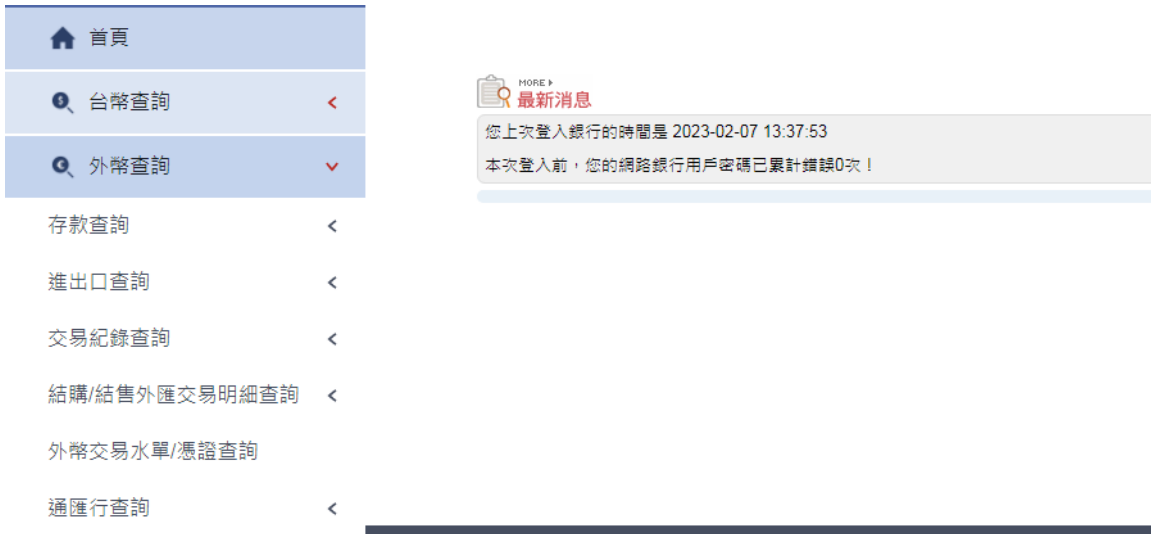 首頁
台幣查詢
外幣查詢
存款查詢
進出口查詢
交易紀錄查詢
結購/結售外匯交易明細查詢
外幣交易水單/憑證查詢
通匯行查詢
MORE
最新消息
您上次登入銀行的時間是 2023-02-07 13:37:53
本次登入前，您的網路銀行用戶密碼已累計錯誤0次！